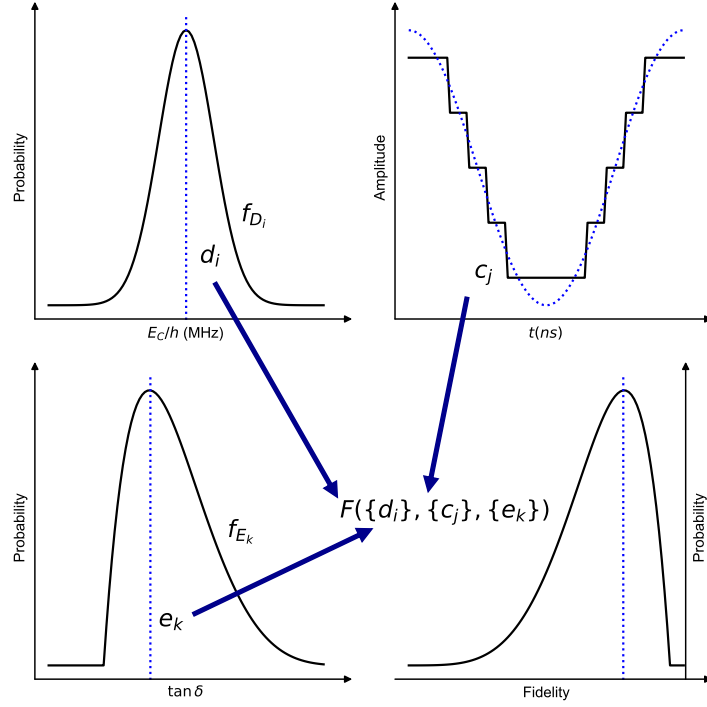 Probability
f_{D_i}
d_i
E_C/h (MHz)
Amplitude
c_j
t(ns)
Probability
f_{E_k}
e_k
tan δ
F({d_i}, {c_j}, {e_k})
Probability
Fidelity